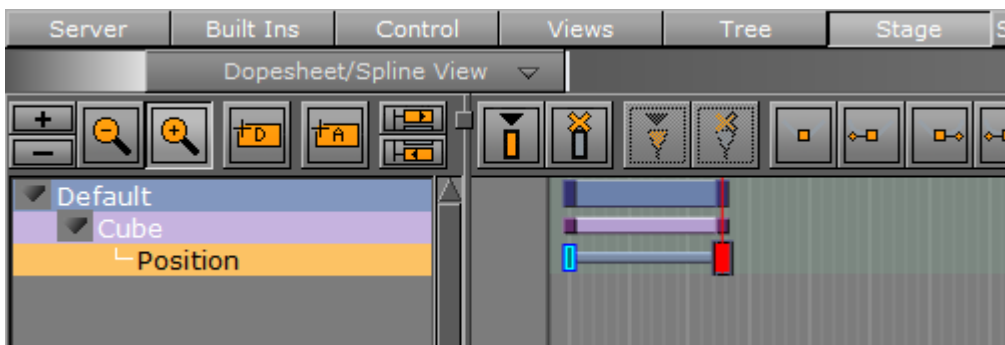 Server Built Ins Control Views Tree Stage S
Dopesheet/Spline View
+ D A
−
Default
Cube
Position